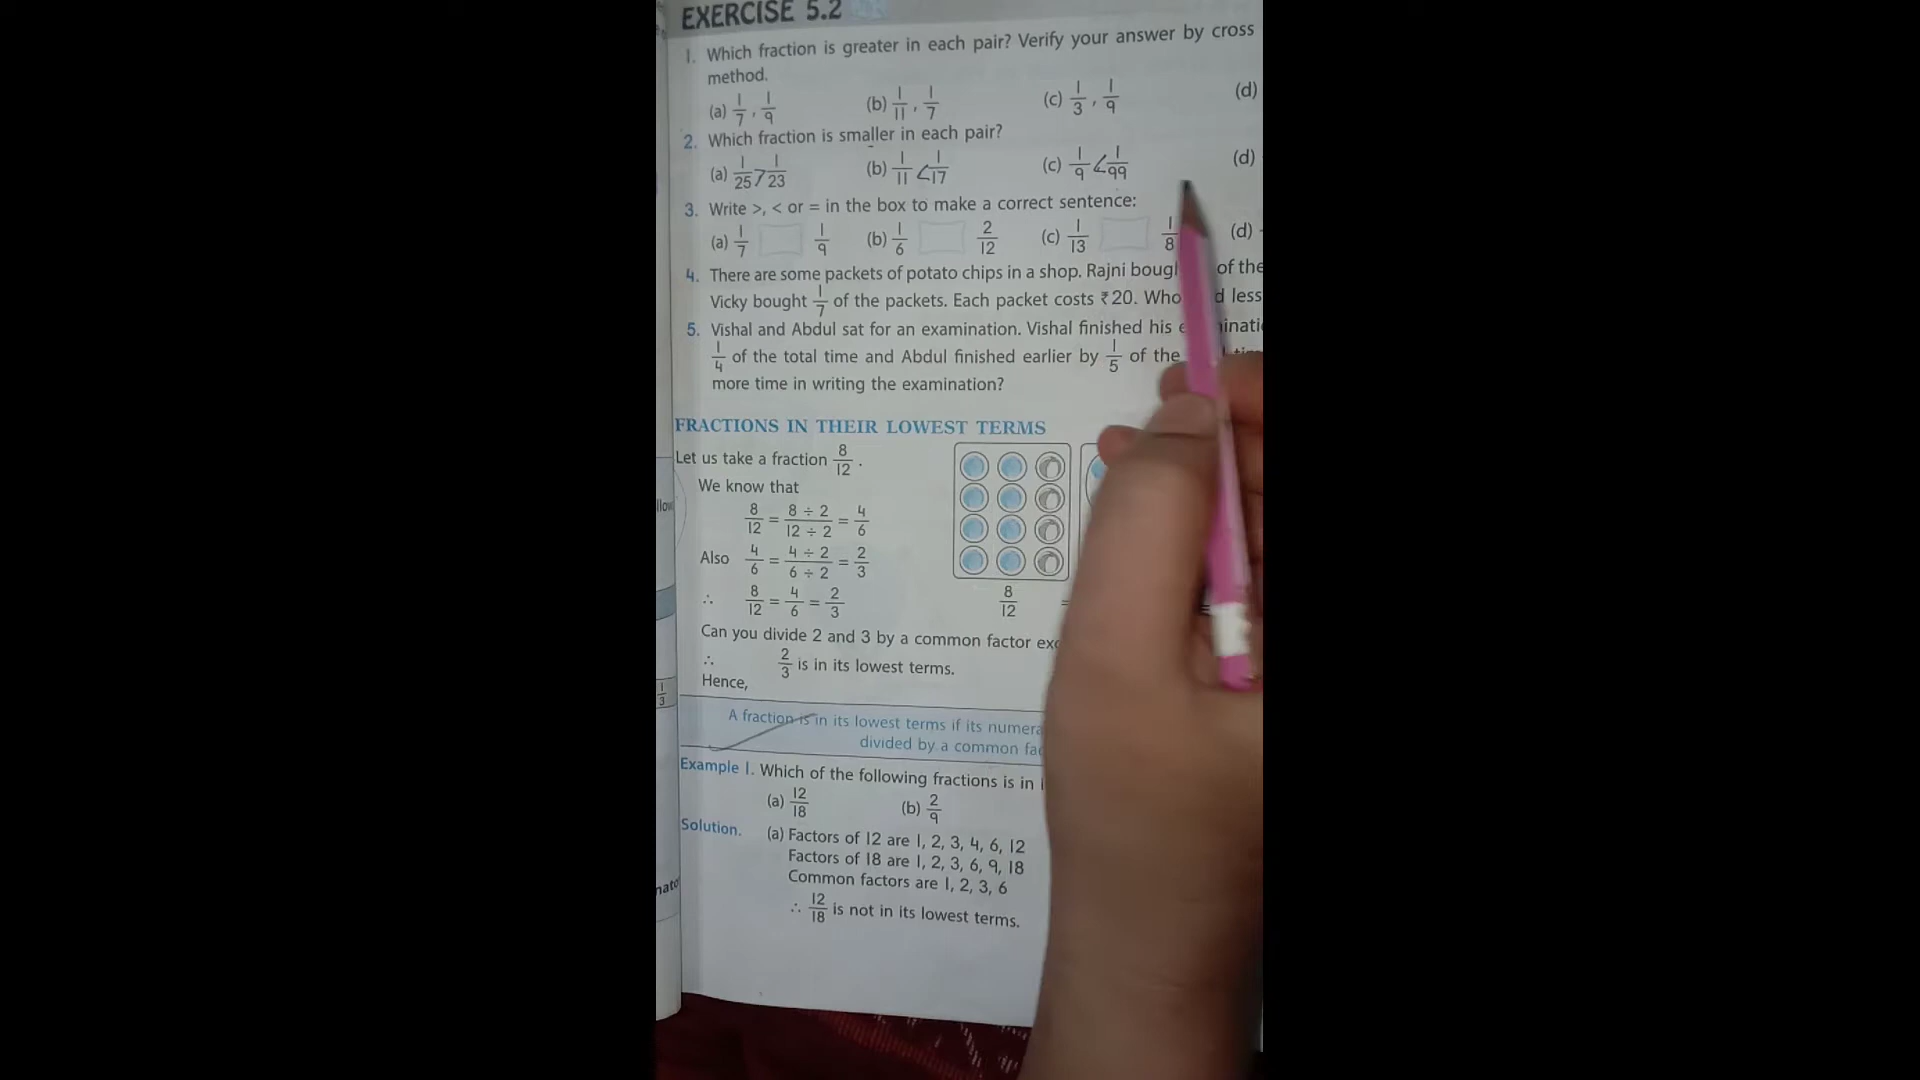 EXERCISE 5.2
1. Which fraction is greater in each pair? Verify your answer by cross
method.
(a) 1/7, 1/9 (b) 1/11, 1/7 (c) 1/3, 1/9 (d)
2. Which fraction is smaller in each pair?
(a) 1/25 > 1/23 (b) 1/11 < 1/17 (c) 1/9 < 1/99 (d)
3. Write >, < or = in the box to make a correct sentence:
(a) 1/7 1/9 (b) 1/6 2/12 (c) 1/13 1/8 (d)
4. There are some packets of potato chips in a shop. Rajni of the
Vicky bought 1/7 of the packets. Each packet costs ₹20. less
5. Vishal and Abdul sat for an examination. Vishal finished his
1/4 of the total time and Abdul finished earlier by 1/5 of the
more time in writing the examination?
FRACTIONS IN THEIR LOWEST TERMS
Let us take a fraction 8/12.
We know that
8/12 = 8 ÷ 2/12 ÷ 2 = 4/6
Also 4/6 = 4 ÷ 2/6 ÷ 2 = 2/3
∴ 8/12 = 4/6 = 2/3
8/12 =
Can you divide 2 and 3 by a common factor
∴ 2/3 is in its lowest terms.
Hence,
A fraction is in its lowest terms if its
divided by a common
Example 1. Which of the following fractions is in
(a) 12/18 (b) 2/9
Solution. (a) Factors of 12 are 1, 2, 3, 4, 6, 12
Factors of 18 are 1, 2, 3, 6, 9, 18
Common factors are 1, 2, 3, 6
∴ 12/18 is not in its lowest terms.
1/3